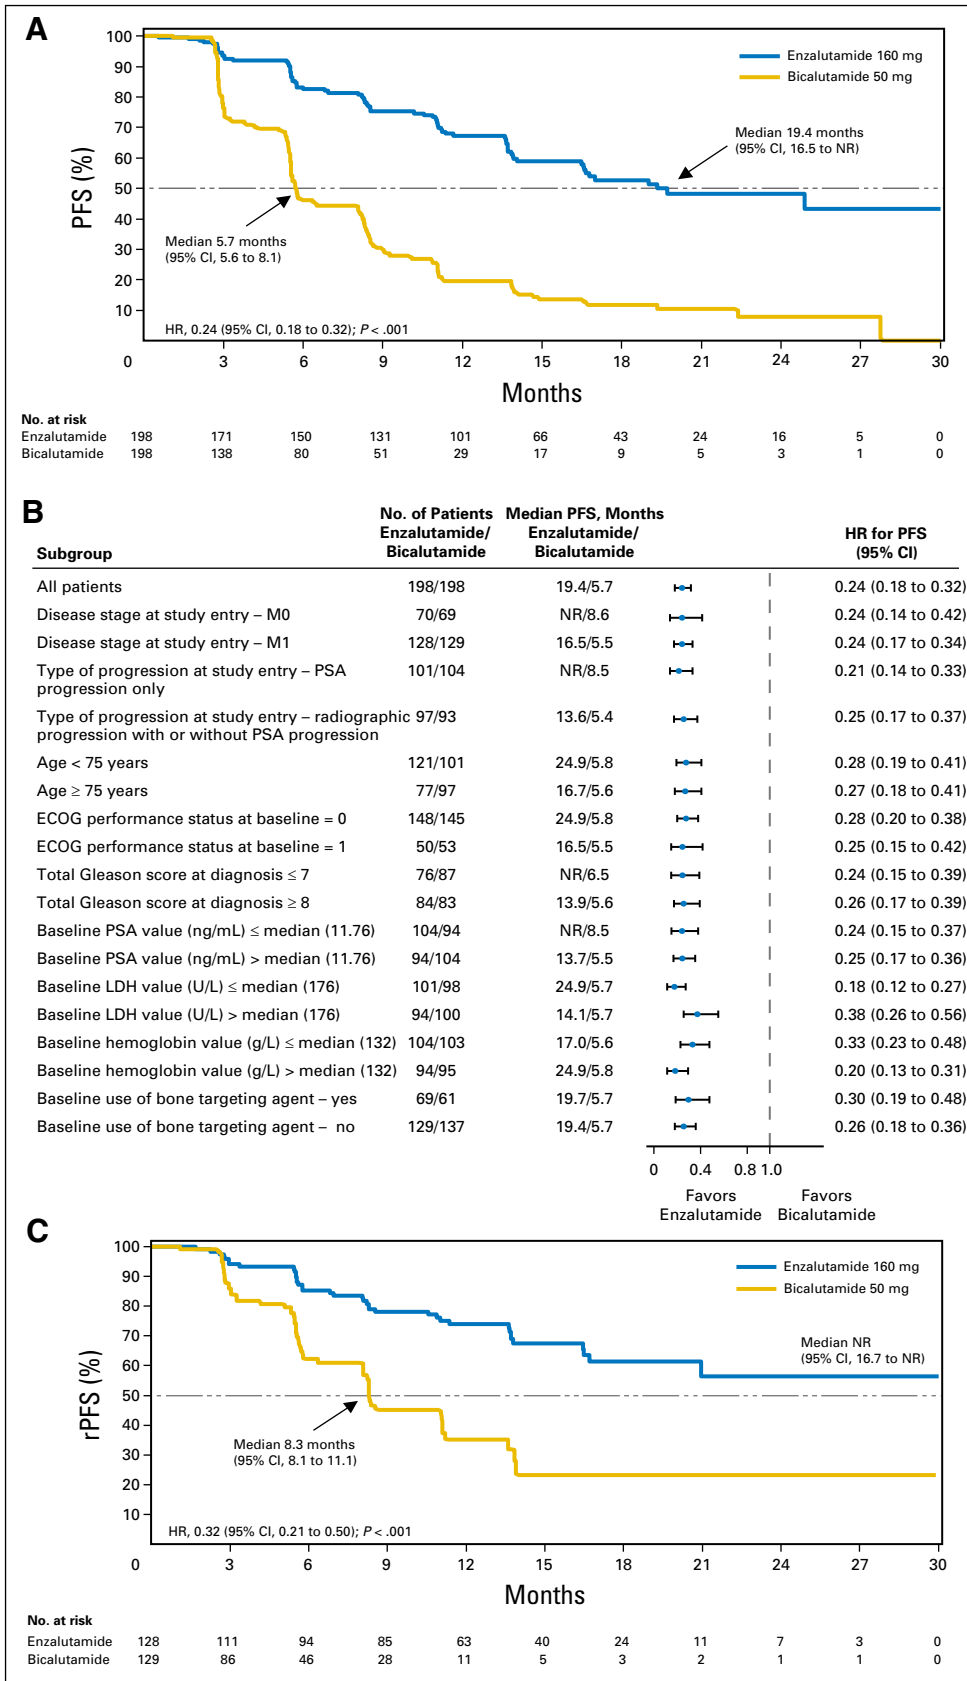 A
PFS (%)
100
90
80
70
60
50
40
30
20
10
Enzalutamide 160 mg
Bicalutamide 50 mg
Median 19.4 months
(95% CI, 16.5 to NR)
Median 5.7 months
(95% CI, 5.6 to 8.1)
HR, 0.24 (95% CI, 0.18 to 0.32); P < .001
0 3 6 9 12 15 18 21 24 27 30
Months
No. at risk
Enzalutamide 198 171 150 131 101 66 43 24 16 5 0
Bicalutamide 198 138 80 51 29 17 9 5 3 1 0
B
No. of Patients Median PFS, Months
Enzalutamide/ Enzalutamide/ HR for PFS
Subgroup Bicalutamide Bicalutamide (95% CI)
All patients 198/198 19.4/5.7 0.24 (0.18 to 0.32)
Disease stage at study entry – M0 70/69 NR/8.6 0.24 (0.14 to 0.42)
Disease stage at study entry – M1 128/129 16.5/5.5 0.24 (0.17 to 0.34)
Type of progression at study entry – PSA 101/104 NR/8.5 0.21 (0.14 to 0.33)
progression only
Type of progression at study entry – radiographic 97/93 13.6/5.4 0.25 (0.17 to 0.37)
progression with or without PSA progression
Age < 75 years 121/101 24.9/5.8 0.28 (0.19 to 0.41)
Age ≥ 75 years 77/97 16.7/5.6 0.27 (0.18 to 0.41)
ECOG performance status at baseline = 0 148/145 24.9/5.8 0.28 (0.20 to 0.38)
ECOG performance status at baseline = 1 50/53 16.5/5.5 0.25 (0.15 to 0.42)
Total Gleason score at diagnosis ≤ 7 76/87 NR/6.5 0.24 (0.15 to 0.39)
Total Gleason score at diagnosis ≥ 8 84/83 13.9/5.6 0.26 (0.17 to 0.39)
Baseline PSA value (ng/mL) ≤ median (11.76) 104/94 NR/8.5 0.24 (0.15 to 0.37)
Baseline PSA value (ng/mL) > median (11.76) 94/104 13.7/5.5 0.25 (0.17 to 0.36)
Baseline LDH value (U/L) ≤ median (176) 101/98 24.9/5.7 0.18 (0.12 to 0.27)
Baseline LDH value (U/L) > median (176) 94/100 14.1/5.7 0.38 (0.26 to 0.56)
Baseline hemoglobin value (g/L) ≤ median (132) 104/103 17.0/5.6 0.33 (0.23 to 0.48)
Baseline hemoglobin value (g/L) > median (132) 94/95 24.9/5.8 0.20 (0.13 to 0.31)
Baseline use of bone targeting agent – yes 69/61 19.7/5.7 0.30 (0.19 to 0.48)
Baseline use of bone targeting agent – no 129/137 19.4/5.7 0.26 (0.18 to 0.36)
0 0.4 0.8 1.0
Favors Favors
Enzalutamide Bicalutamide
C
rPFS (%)
100
90
80
70
60
50
40
30
20
10
Enzalutamide 160 mg
Bicalutamide 50 mg
Median NR
(95% CI, 16.7 to NR)
Median 8.3 months
(95% CI, 8.1 to 11.1)
HR, 0.32 (95% CI, 0.21 to 0.50); P < .001
0 3 6 9 12 15 18 21 24 27 30
Months
No. at risk
Enzalutamide 128 111 94 85 63 40 24 11 7 3 0
Bicalutamide 129 86 46 28 11 5 3 2 1 1 0